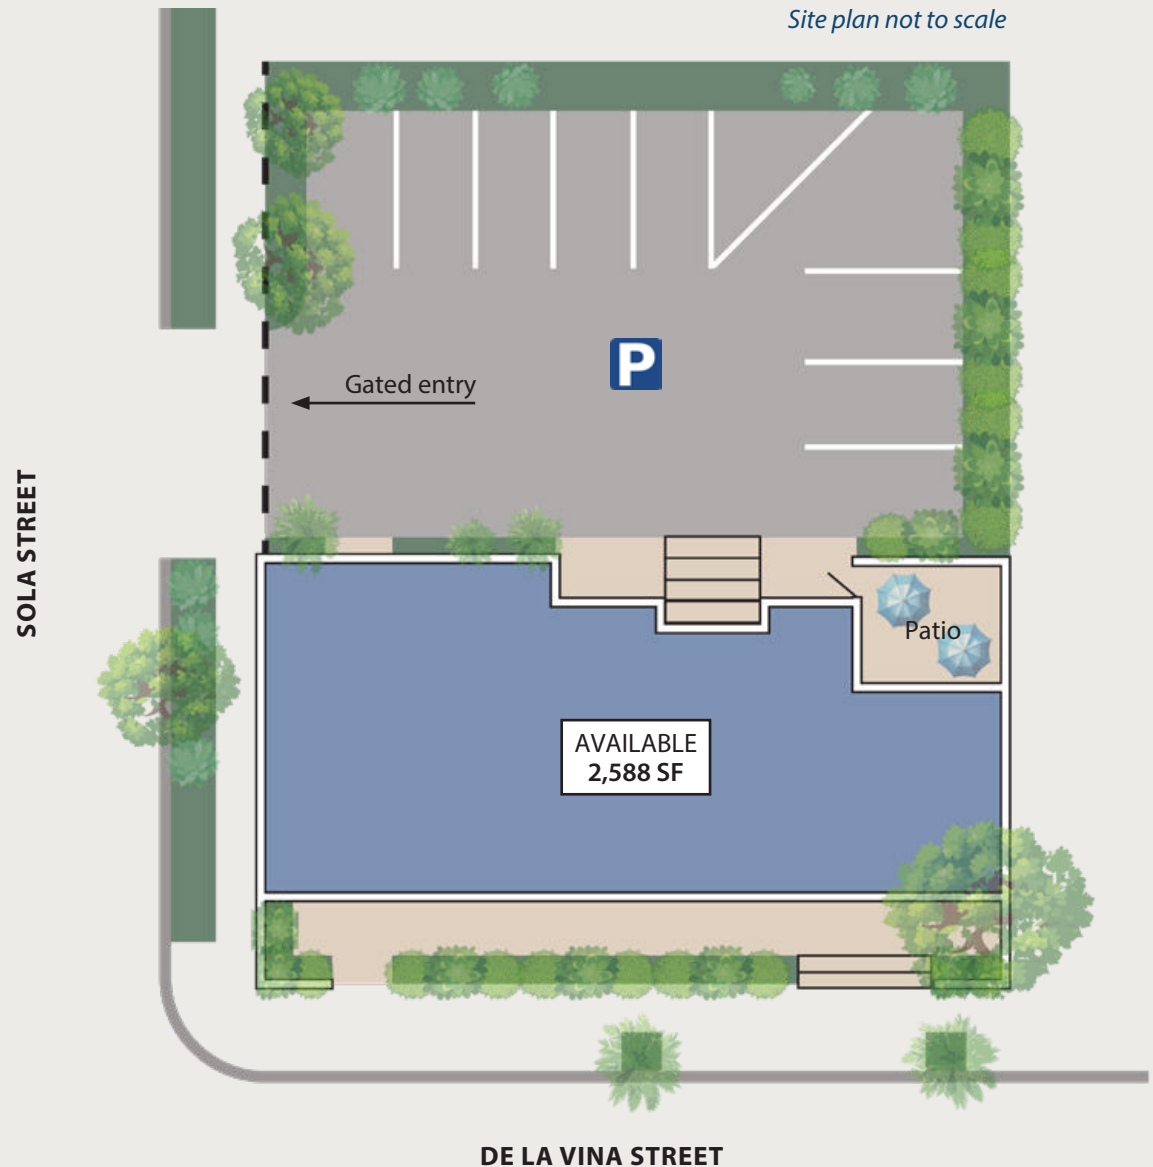 Site plan not to scale
P
Gated entry
SOLA STREET
Patio
AVAILABLE
2,588 SF
DE LA VINA STREET